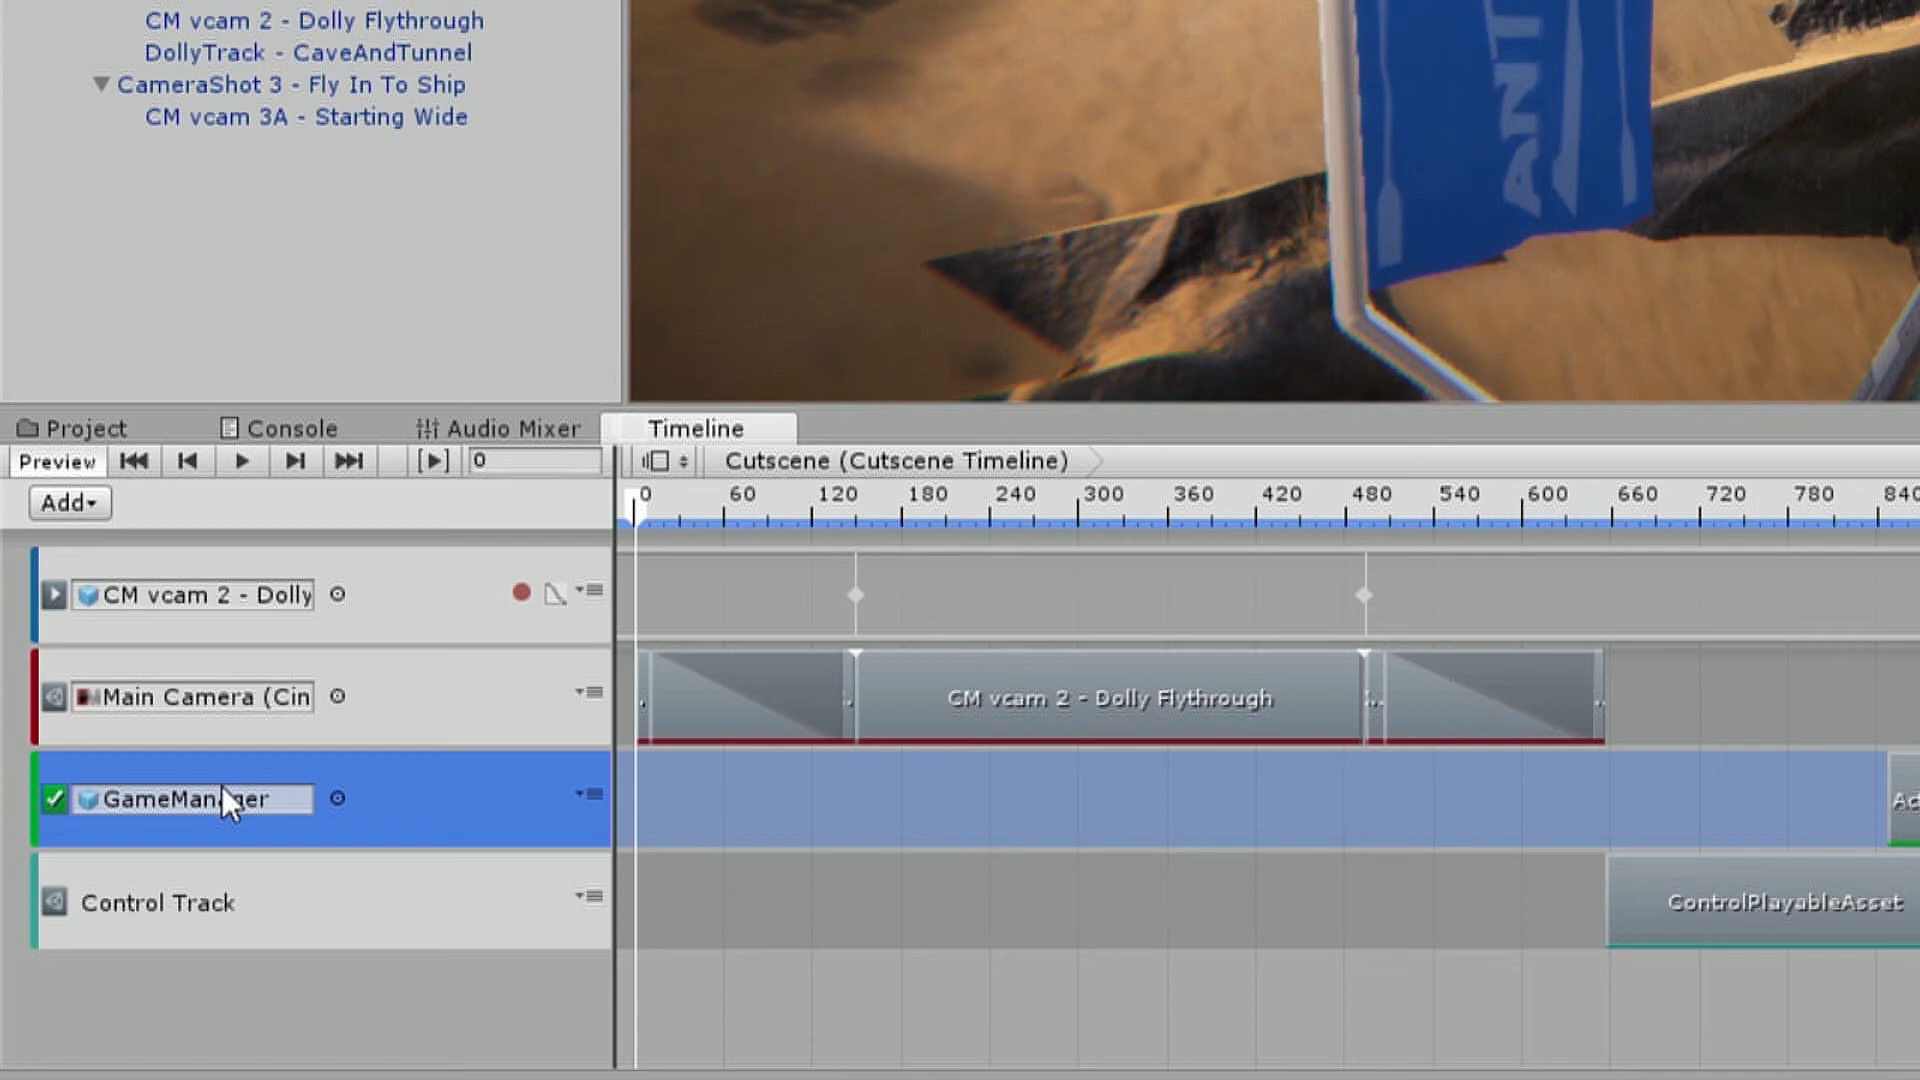 CM vcam 2 - Dolly Flythrough
DollyTrack - CaveAndTunnel
CameraShot 3 - Fly In To Ship
CM vcam 3A - Starting Wide
ANT
Project Console Audio Mixer Timeline
Preview 0 Cutscene (Cutscene Timeline)
Add
0 60 120 180 240 300 360 420 480 540 600 660 720 780 840
CM vcam 2 - Dolly
Main Camera (Cin
CM vcam 2 - Dolly Flythrough
GameManager
Ac
Control Track
ControlPlayableAsset